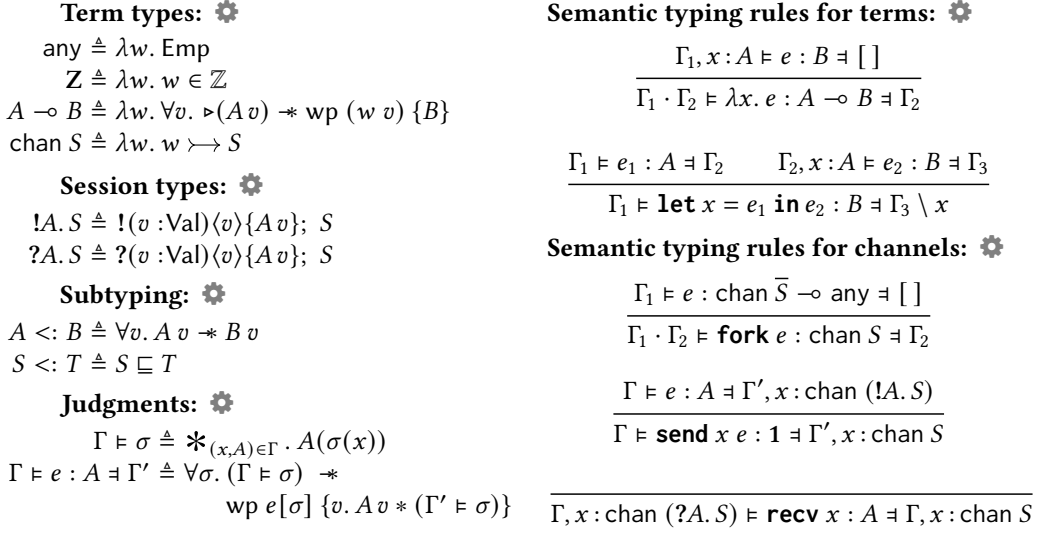 Term types:
any ≜ λw. Emp
Z ≜ λw. w ∈ ℤ
A ⊸ B ≜ λw. ∀v. ▹(A v) -∗ wp (w v) {B}
chan S ≜ λw. w ↣ S
Session types:
!A. S ≜ !(v :Val)⟨v⟩{A v}; S
?A. S ≜ ?(v :Val)⟨v⟩{A v}; S
Subtyping:
A <: B ≜ ∀v. A v -∗ B v
S <: T ≜ S ⊑ T
Judgments:
Γ ⊨ σ ≜ ∗(x,A)∈Γ . A(σ(x))
Γ ⊨ e : A ⫤ Γ′ ≜ ∀σ. (Γ ⊨ σ) -∗
wp e[σ] {v. A v ∗ (Γ′ ⊨ σ)}
Semantic typing rules for terms:
Γ₁, x : A ⊨ e : B ⫤ [ ]
Γ₁ · Γ₂ ⊨ λx. e : A ⊸ B ⫤ Γ₂
Γ₁ ⊨ e₁ : A ⫤ Γ₂ Γ₂, x : A ⊨ e₂ : B ⫤ Γ₃
Γ₁ ⊨ let x = e₁ in e₂ : B ⫤ Γ₃ \ x
Semantic typing rules for channels:
Γ₁ ⊨ e : chan S̅ ⊸ any ⫤ [ ]
Γ₁ · Γ₂ ⊨ fork e : chan S ⫤ Γ₂
Γ ⊨ e : A ⫤ Γ′, x : chan (!A. S)
Γ ⊨ send x e : 1 ⫤ Γ′, x : chan S
Γ, x : chan (?A. S) ⊨ recv x : A ⫤ Γ, x : chan S